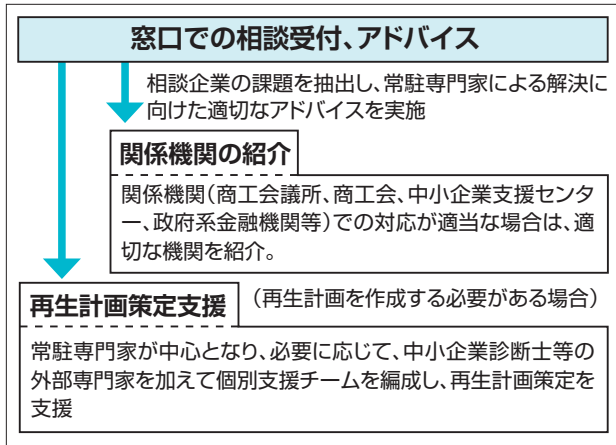 窓口での相談受付、アドバイス
相談企業の課題を抽出し、常駐専門家による解決に
向けた適切なアドバイスを実施
関係機関の紹介
関係機関(商工会議所、商工会、中小企業支援センタ
ー、政府系金融機関等)での対応が適当な場合は、適
切な機関を紹介。
再生計画策定支援 (再生計画を作成する必要がある場合)
常駐専門家が中心となり、必要に応じて、中小企業診断士等の
外部専門家を加えて個別支援チームを編成し、再生計画策定を
支援